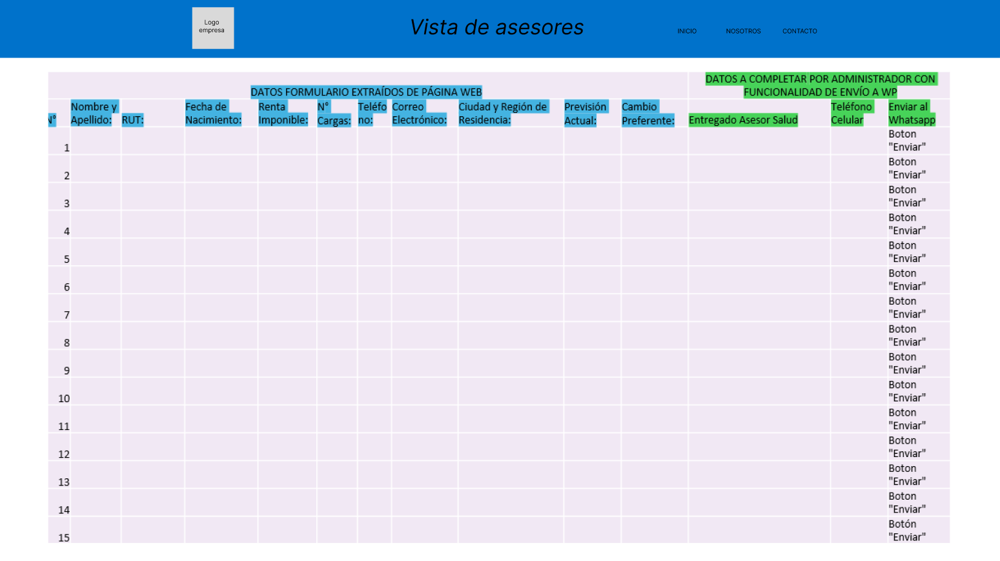 Logo
empresa
Vista de asesores
INICIO
NOSOTROS
CONTACTO
DATOS FORMULARIO EXTRAÍDOS DE PÁGINA WEB
DATOS A COMPLETAR POR ADMINISTRADOR CON
FUNCIONALIDAD DE ENVÍO A WP
N°
Nombre y
Apellido:
RUT:
Fecha de
Nacimiento:
Renta
Imponible:
N°
Cargas:
Teléfo
no:
Correo
Electrónico:
Ciudad y Región de
Residencia:
Previsión
Actual:
Cambio
Preferente:
Entregado Asesor Salud
Teléfono
Celular
Enviar al
Whatsapp
1
Boton
"Enviar"
2
Boton
"Enviar"
3
Boton
"Enviar"
4
Boton
"Enviar"
5
Boton
"Enviar"
6
Boton
"Enviar"
7
Boton
"Enviar"
8
Boton
"Enviar"
9
Boton
"Enviar"
10
Boton
"Enviar"
11
Boton
"Enviar"
12
Boton
"Enviar"
13
Boton
"Enviar"
14
Boton
"Enviar"
15
Botón
"Enviar"